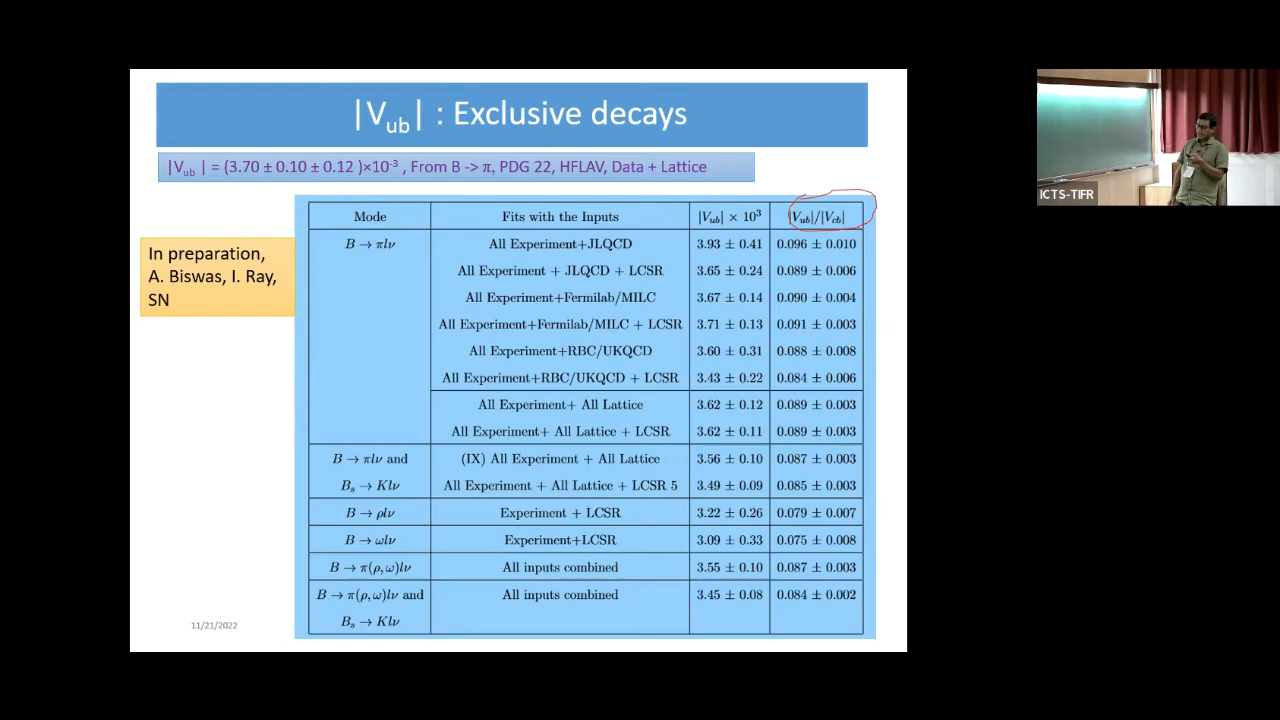 |Vub| : Exclusive decays
|Vub| = (3.70 ± 0.10 ± 0.12 )×10⁻³ , From B -> π, PDG 22, HFLAV, Data + Lattice
In preparation,
A. Biswas, I. Ray,
SN
Mode Fits with the Inputs |Vub| × 10³ |Vub|/|Vcb|
B → πlν All Experiment+JLQCD 3.93 ± 0.41 0.096 ± 0.010
All Experiment + JLQCD + LCSR 3.65 ± 0.24 0.089 ± 0.006
All Experiment+Fermilab/MILC 3.67 ± 0.14 0.090 ± 0.004
All Experiment+Fermilab/MILC + LCSR 3.71 ± 0.13 0.091 ± 0.003
All Experiment+RBC/UKQCD 3.60 ± 0.31 0.088 ± 0.008
All Experiment+RBC/UKQCD + LCSR 3.43 ± 0.22 0.084 ± 0.006
All Experiment+ All Lattice 3.62 ± 0.12 0.089 ± 0.003
All Experiment+ All Lattice + LCSR 3.62 ± 0.11 0.089 ± 0.003
B → πlν and (IX) All Experiment + All Lattice 3.56 ± 0.10 0.087 ± 0.003
Bs → Klν All Experiment + All Lattice + LCSR 5 3.49 ± 0.09 0.085 ± 0.003
B → ρlν Experiment + LCSR 3.22 ± 0.26 0.079 ± 0.007
B → ωlν Experiment+LCSR 3.09 ± 0.33 0.075 ± 0.008
B → π(ρ, ω)lν All inputs combined 3.55 ± 0.10 0.087 ± 0.003
B → π(ρ, ω)lν and All inputs combined 3.45 ± 0.08 0.084 ± 0.002
Bs → Klν
11/21/2022
ICTS-TIFR